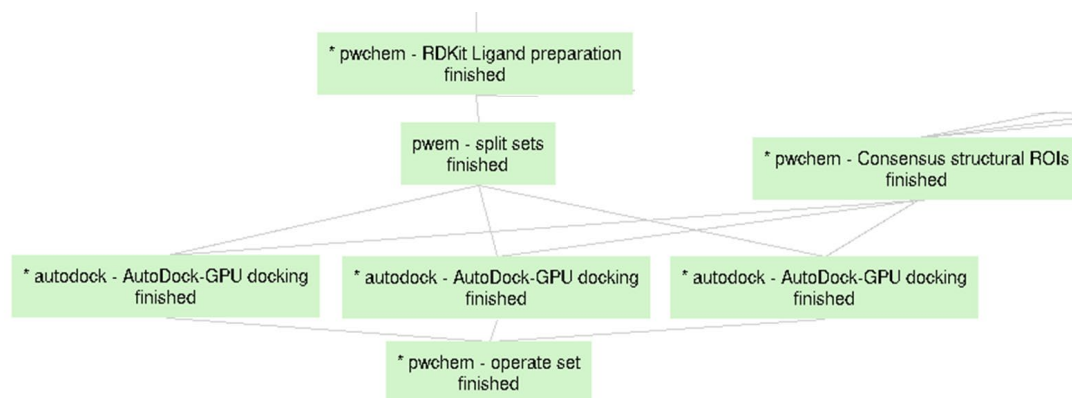 * pwchem - RDKit Ligand preparation
finished
pwem - split sets
finished
* pwchem - Consensus structural ROIs
finished
* autodock - AutoDock-GPU docking
finished
* autodock - AutoDock-GPU docking
finished
* autodock - AutoDock-GPU docking
finished
* pwchem - operate set
finished